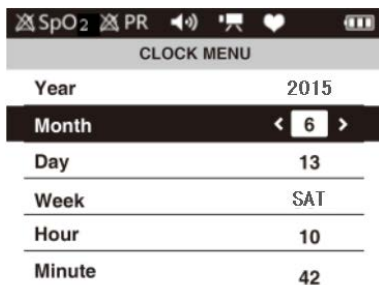 SpO2 PR
CLOCK MENU
Year 2015
Month < 6 >
Day 13
Week SAT
Hour 10
Minute 42